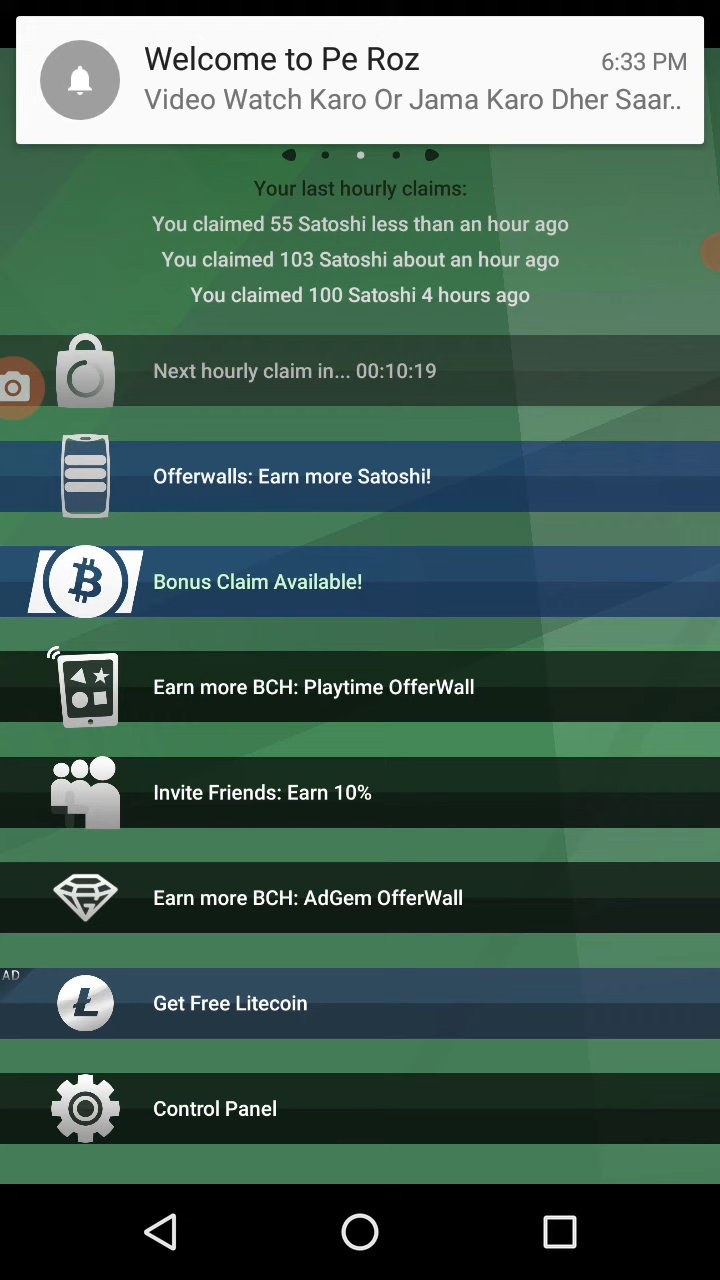 Welcome to Pe Roz
6:33 PM
Video Watch Karo Or Jama Karo Dher Saar..
Your last hourly claims:
You claimed 55 Satoshi less than an hour ago
You claimed 103 Satoshi about an hour ago
You claimed 100 Satoshi 4 hours ago
Next hourly claim in... 00:10:19
Offerwalls: Earn more Satoshi!
Bonus Claim Available!
Earn more BCH: Playtime OfferWall
Invite Friends: Earn 10%
Earn more BCH: AdGem OfferWall
AD
Get Free Litecoin
Control Panel